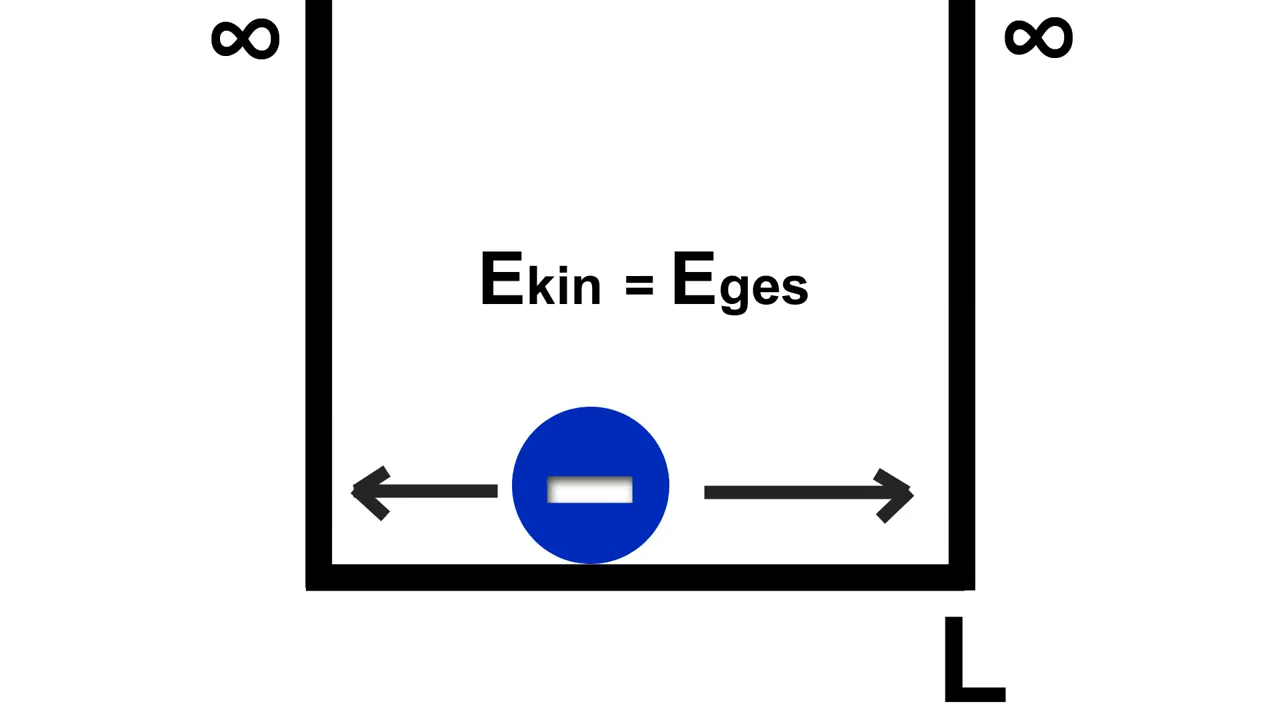 ∞ ∞
Ekin = Eges
L